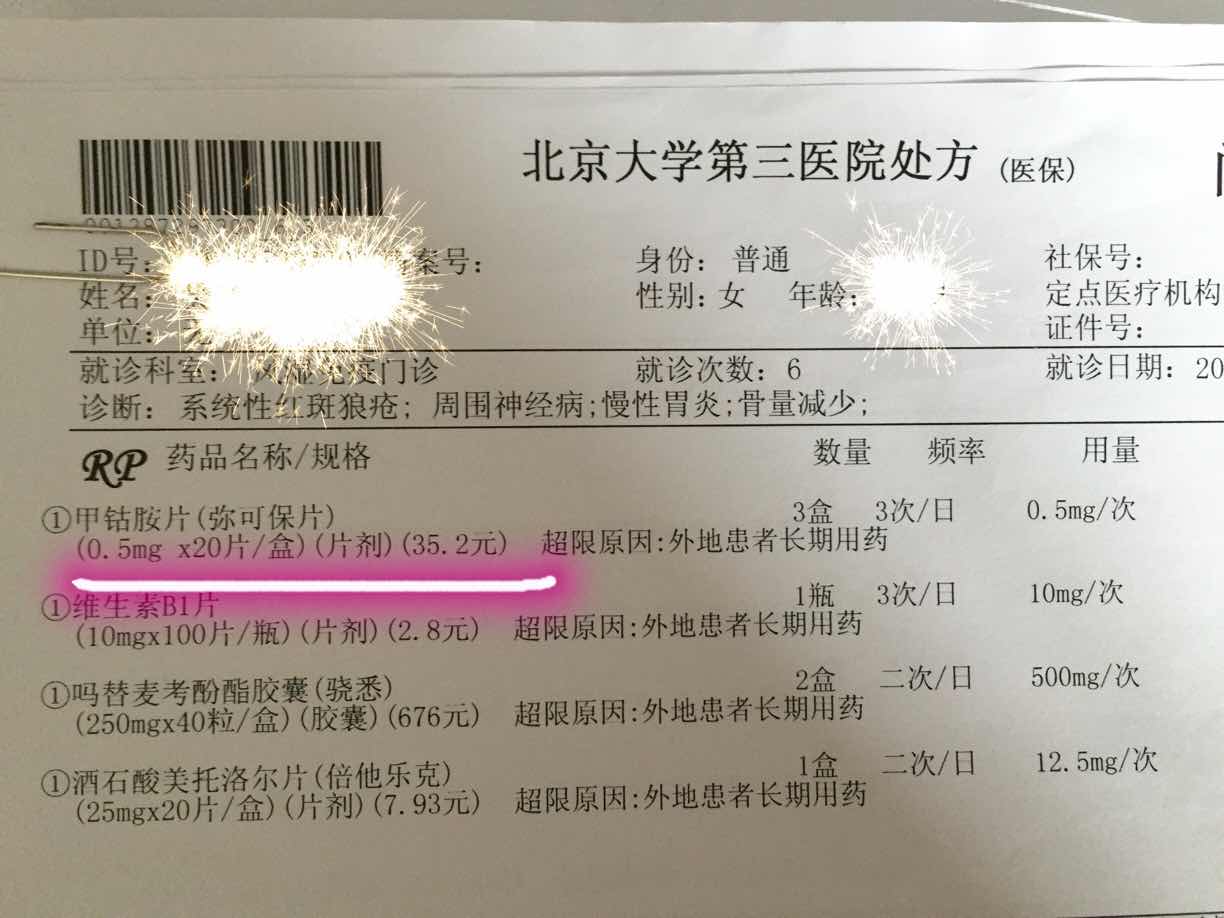 北京大学第三医院处方 (医保)
ID号: 案号: 身份: 普通 社保号:
姓名: 性别: 女 年龄: 定点医疗机构
单位: 证件号:
就诊科室: 风湿免疫门诊 就诊次数: 6 就诊日期: 20
诊断: 系统性红斑狼疮; 周围神经病;慢性胃炎;骨量减少;
RP 药品名称/规格 数量 频率 用量
①甲钴胺片(弥可保片) 3盒 3次/日 0.5mg/次
(0.5mg x20片/盒)(片剂)(35.2元) 超限原因:外地患者长期用药
①维生素B1片 1瓶 3次/日 10mg/次
(10mgx100片/瓶)(片剂)(2.8元) 超限原因:外地患者长期用药
①吗替麦考酚酯胶囊(骁悉) 2盒 二次/日 500mg/次
(250mgx40粒/盒)(胶囊)(676元) 超限原因:外地患者长期用药
①酒石酸美托洛尔片(倍他乐克) 1盒 二次/日 12.5mg/次
(25mgx20片/盒)(片剂)(7.93元) 超限原因:外地患者长期用药